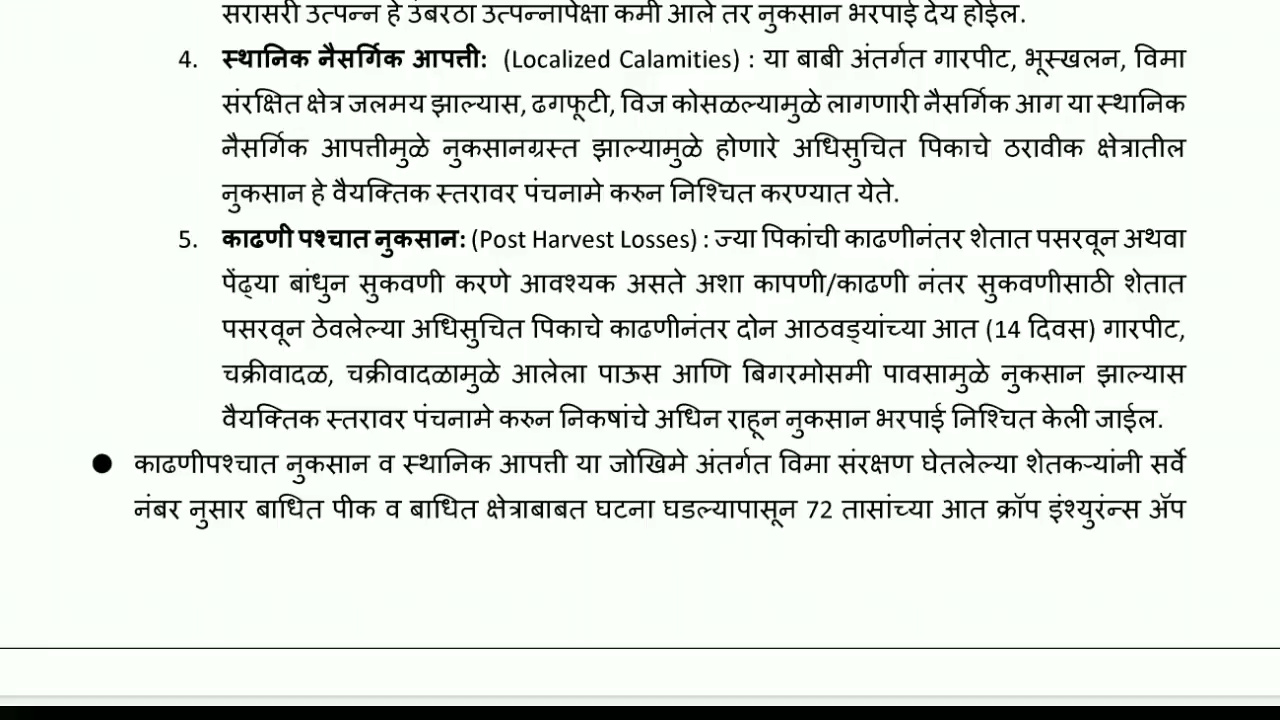 सरासरी उत्पन्न हे उंबरठा उत्पन्नापेक्षा कमी आले तर नुकसान भरपाई देय होईल.
4. स्थानिक नैसर्गिक आपत्ती: (Localized Calamities) : या बाबी अंतर्गत गारपीट, भूस्खलन, विमा
संरक्षित क्षेत्र जलमय झाल्यास, ढगफूटी, विज कोसळल्यामुळे लागणारी नैसर्गिक आग या स्थानिक
नैसर्गिक आपत्तीमुळे नुकसानग्रस्त झाल्यामुळे होणारे अधिसुचित पिकाचे ठरावीक क्षेत्रातील
नुकसान हे वैयक्तिक स्तरावर पंचनामे करुन निश्चित करण्यात येते.
5. काढणी पश्चात नुकसान: (Post Harvest Losses) : ज्या पिकांची काढणीनंतर शेतात पसरवून अथवा
पेंढ्या बांधुन सुकवणी करणे आवश्यक असते अशा कापणी/काढणी नंतर सुकवणीसाठी शेतात
पसरवून ठेवलेल्या अधिसुचित पिकाचे काढणीनंतर दोन आठवड्यांच्या आत (14 दिवस) गारपीट,
चक्रीवादळ, चक्रीवादळामुळे आलेला पाऊस आणि बिगरमोसमी पावसामुळे नुकसान झाल्यास
वैयक्तिक स्तरावर पंचनामे करुन निकषांचे अधिन राहून नुकसान भरपाई निश्चित केली जाईल.
● काढणीपश्चात नुकसान व स्थानिक आपत्ती या जोखिमे अंतर्गत विमा संरक्षण घेतलेल्या शेतकऱ्यांनी सर्वे
नंबर नुसार बाधित पीक व बाधित क्षेत्राबाबत घटना घडल्यापासून 72 तासांच्या आत क्रॉप इंश्युरंन्स ॲप